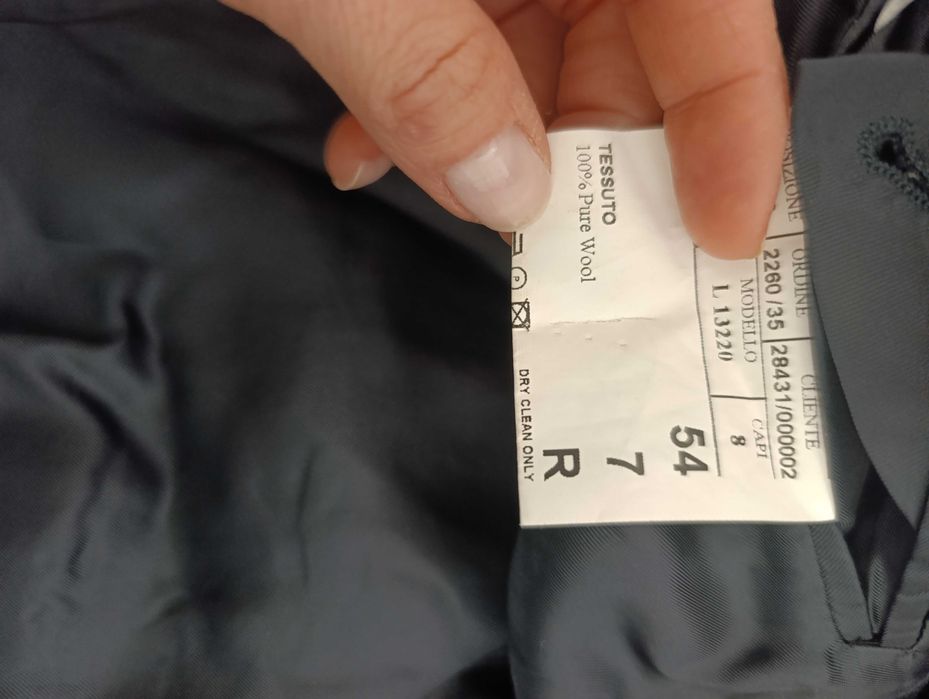 ORDINE CLIENTE
2260 /35 28431/000002
MODELLO CAPI
L 13220 8
TESSUTO
100% Pure Wool
54
7
R
P
DRY CLEAN ONLY